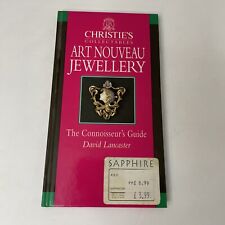 CHRISTIE'S
COLLECTABLES
ART NOUVEAU
JEWELLERY
The Connoisseur's Guide
David Lancaster
SAPPHIRE
£ 3.99